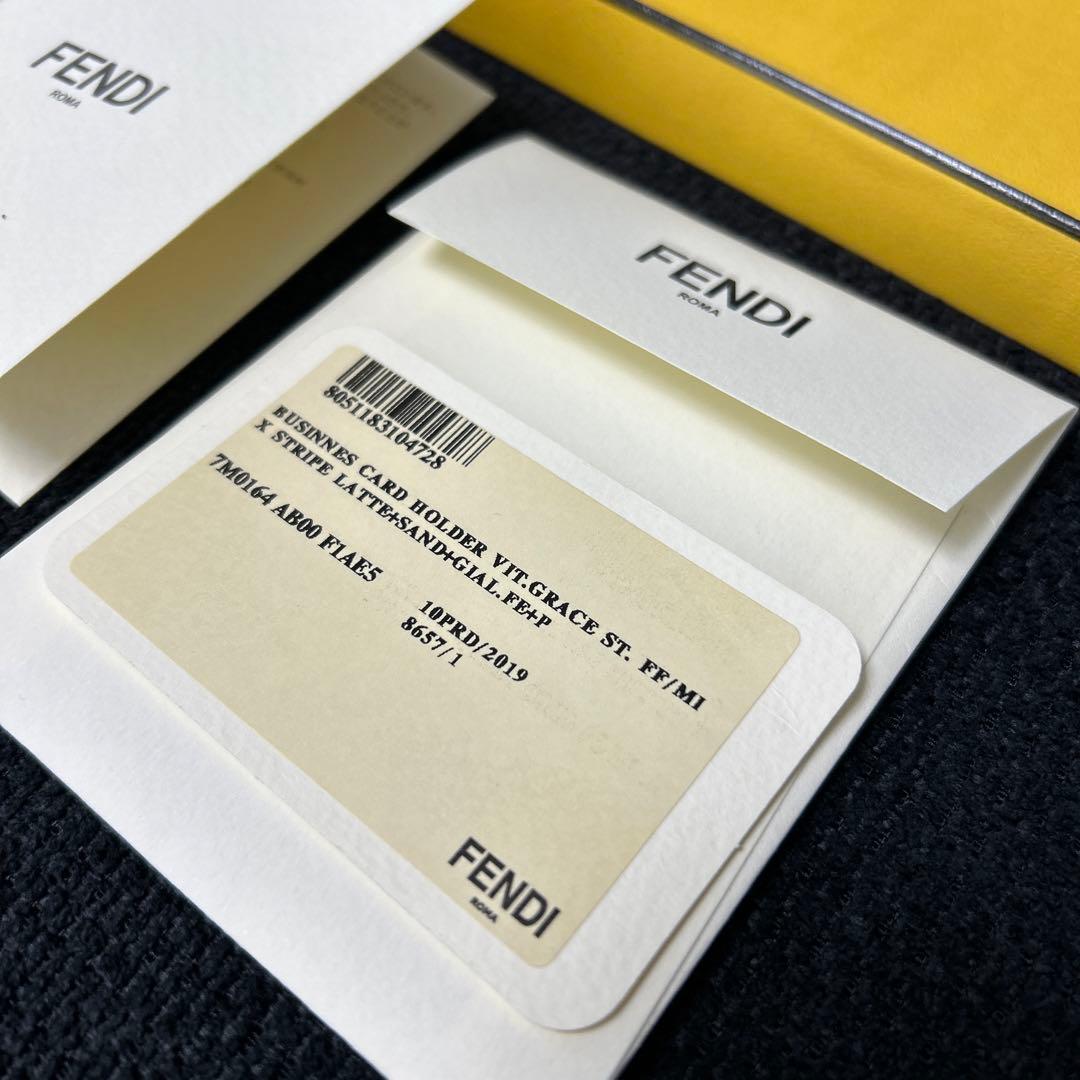 FENDI
ROMA
FENDI
ROMA
8051183104728
BUSINNES CARD HOLDER VIT.GRACE ST. FF/MI
X STRIPE LATTE+SAND+GIAL.FE+P
7M0164 AB00 F1AE5
10PRD/2019
8657/1
FENDI
ROMA